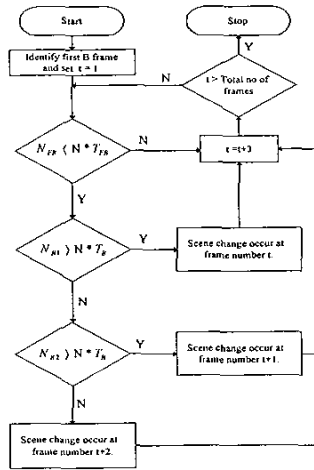 Start
Stop
Identify first B frame
and set t = 1
N
Y
t > Total no of
frames
N_FB < N * T_FB
N
t =t+3
Y
N_B1 > N * T_B
Y
Scene change occur at
frame number t.
N
N_B2 > N * T_B
Y
Scene change occur at
frame number t+1.
N
Scene change occur at
frame number t+2.